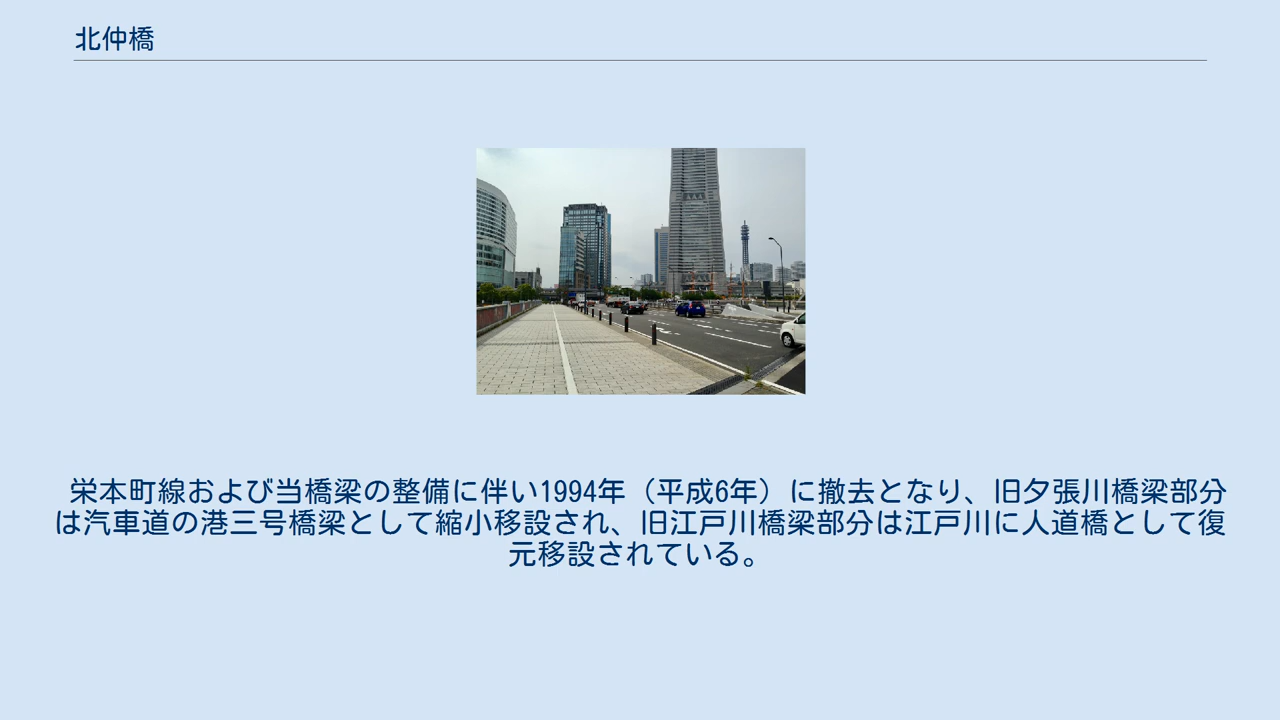 北仲橋
栄本町線および当橋梁の整備に伴い1994年（平成6年）に撤去となり、旧夕張川橋梁部分
は汽車道の港三号橋梁として縮小移設され、旧江戸川橋梁部分は江戸川に人道橋として復
元移設されている。